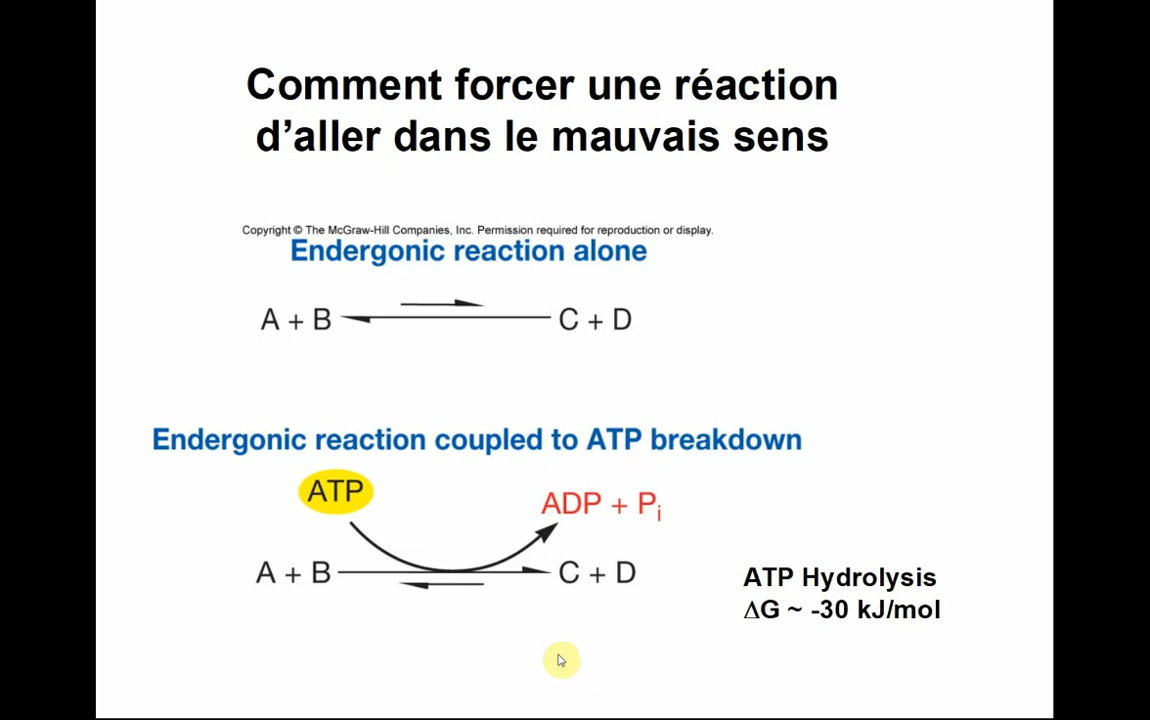 Comment forcer une réaction
d’aller dans le mauvais sens
Copyright © The McGraw-Hill Companies, Inc. Permission required for reproduction or display.
Endergonic reaction alone
A + B C + D
Endergonic reaction coupled to ATP breakdown
ATP
ADP + Pi
A + B C + D
ATP Hydrolysis
ΔG ~ -30 kJ/mol